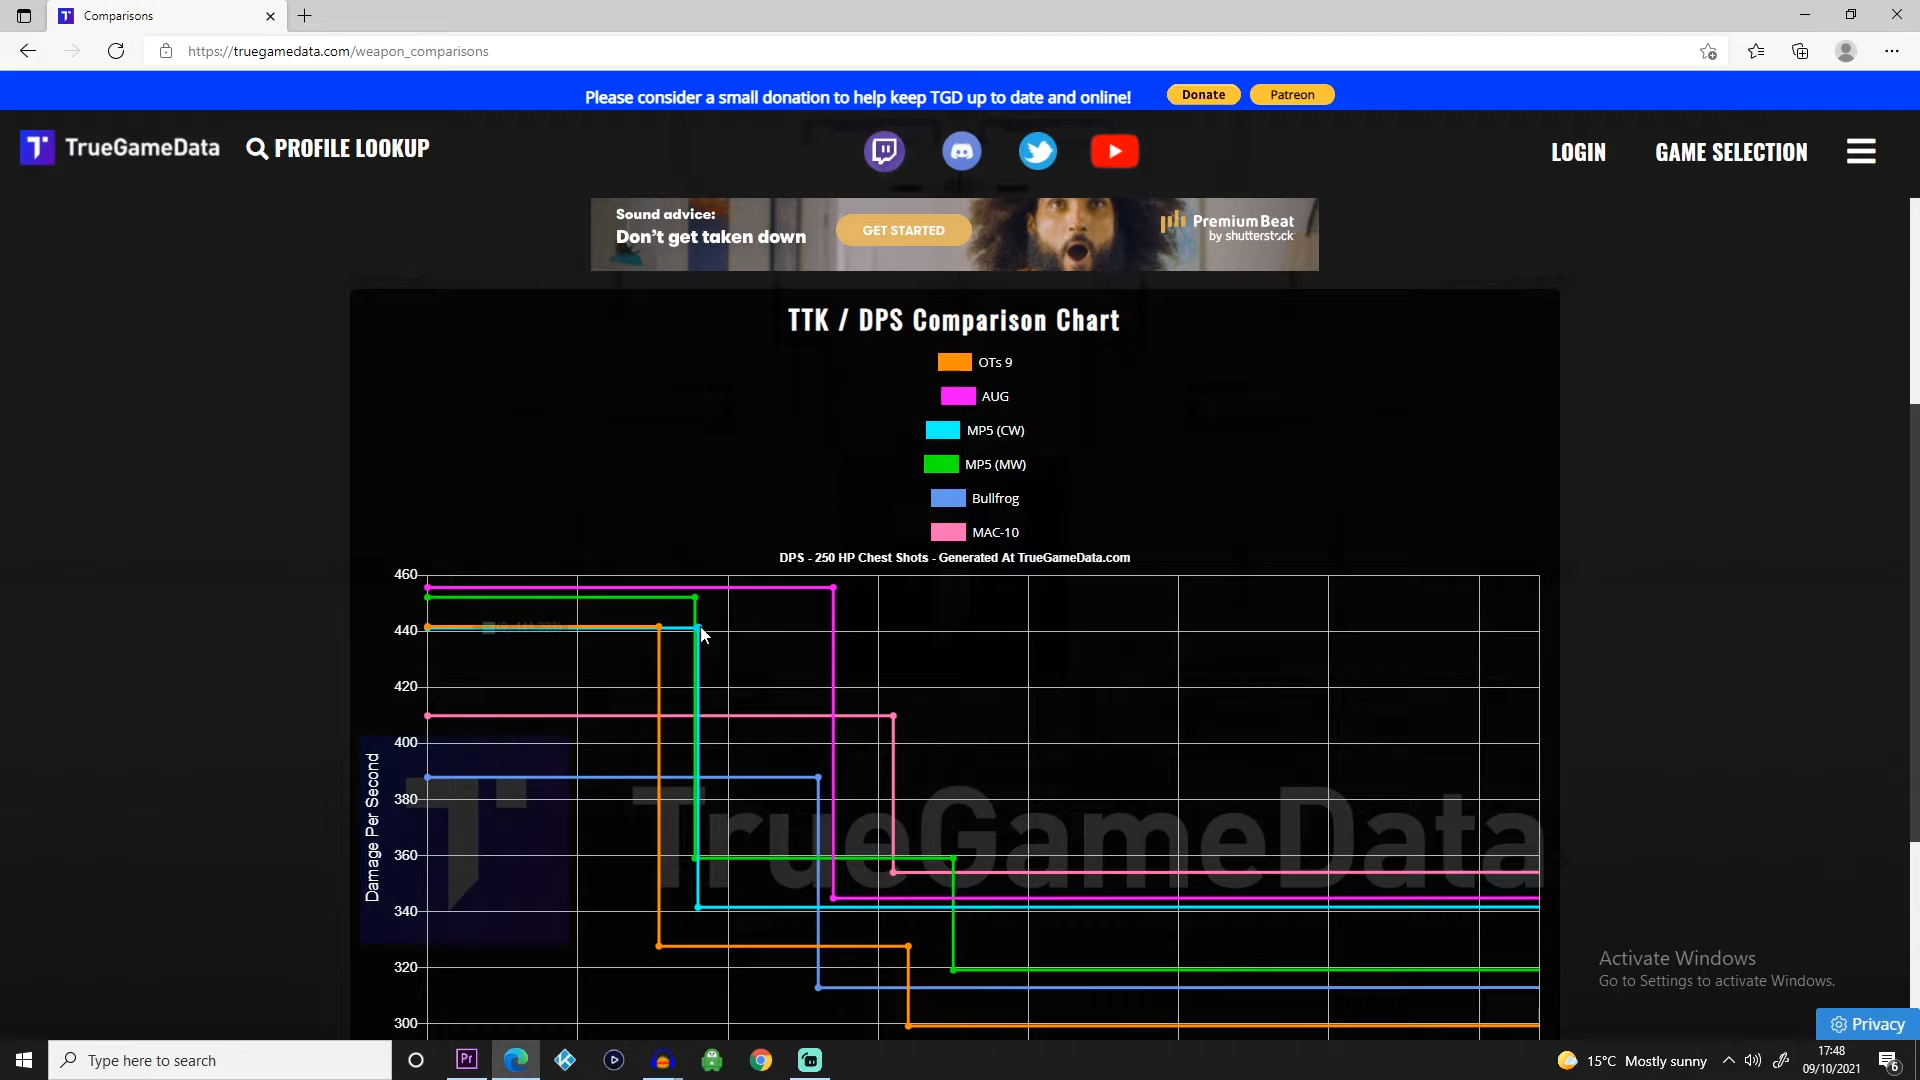 Comparisons
https://truegamedata.com/weapon_comparisons
Please consider a small donation to help keep TGD up to date and online!
Donate
Patreon
TrueGameData
PROFILE LOOKUP
LOGIN
GAME SELECTION
Sound advice:
Don't get taken down
GET STARTED
PremiumBeat
by shutterstock
TTK / DPS Comparison Chart
OTs 9
AUG
MP5 (CW)
MP5 (MW)
Bullfrog
MAC-10
DPS - 250 HP Chest Shots - Generated At TrueGameData.com
460
440
420
400
380
360
340
320
300
Damage Per Second
TrueGameData
Activate Windows
Go to Settings to activate Windows.
Privacy
Type here to search
Pr
15°C Mostly sunny
17:48
09/10/2021
6